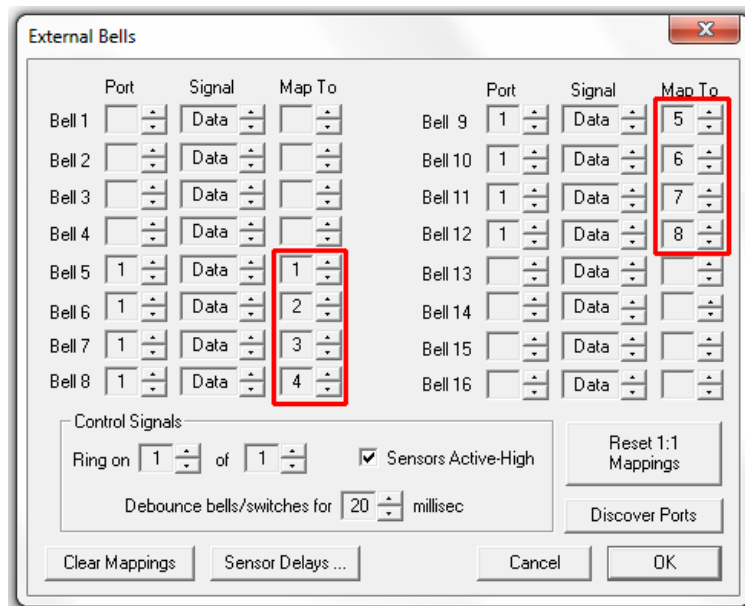 External Bells
Port Signal Map To Port Signal Map To
Bell 1 Data Bell 9 1 Data 5
Bell 2 Data Bell 10 1 Data 6
Bell 3 Data Bell 11 1 Data 7
Bell 4 Data Bell 12 1 Data 8
Bell 5 1 Data 1 Bell 13 Data
Bell 6 1 Data 2 Bell 14 Data
Bell 7 1 Data 3 Bell 15 Data
Bell 8 1 Data 4 Bell 16 Data
Control Signals
Ring on 1 of 1 Sensors Active-High
Debounce bells/switches for 20 millisec
Reset 1:1
Mappings
Discover Ports
Clear Mappings Sensor Delays ... Cancel OK